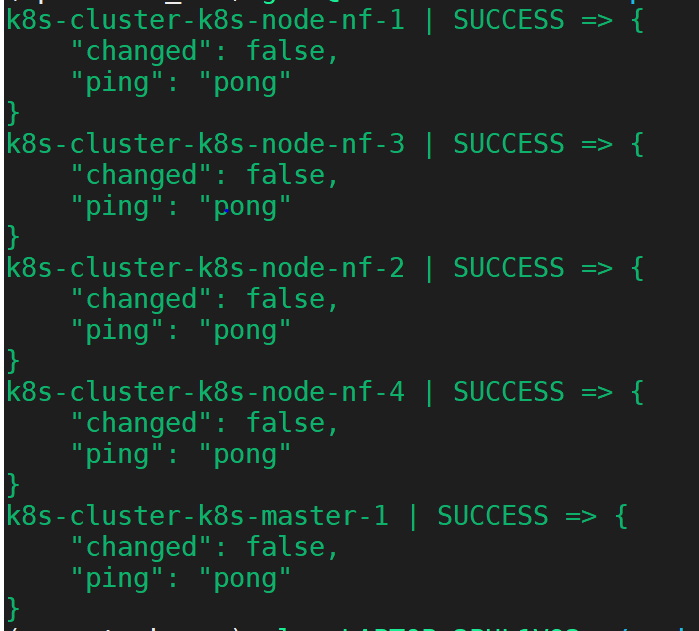 k8s-cluster-k8s-node-nf-1 | SUCCESS => {
    "changed": false,
    "ping": "pong"
}
k8s-cluster-k8s-node-nf-3 | SUCCESS => {
    "changed": false,
    "ping": "pong"
}
k8s-cluster-k8s-node-nf-2 | SUCCESS => {
    "changed": false,
    "ping": "pong"
}
k8s-cluster-k8s-node-nf-4 | SUCCESS => {
    "changed": false,
    "ping": "pong"
}
k8s-cluster-k8s-master-1 | SUCCESS => {
    "changed": false,
    "ping": "pong"
}